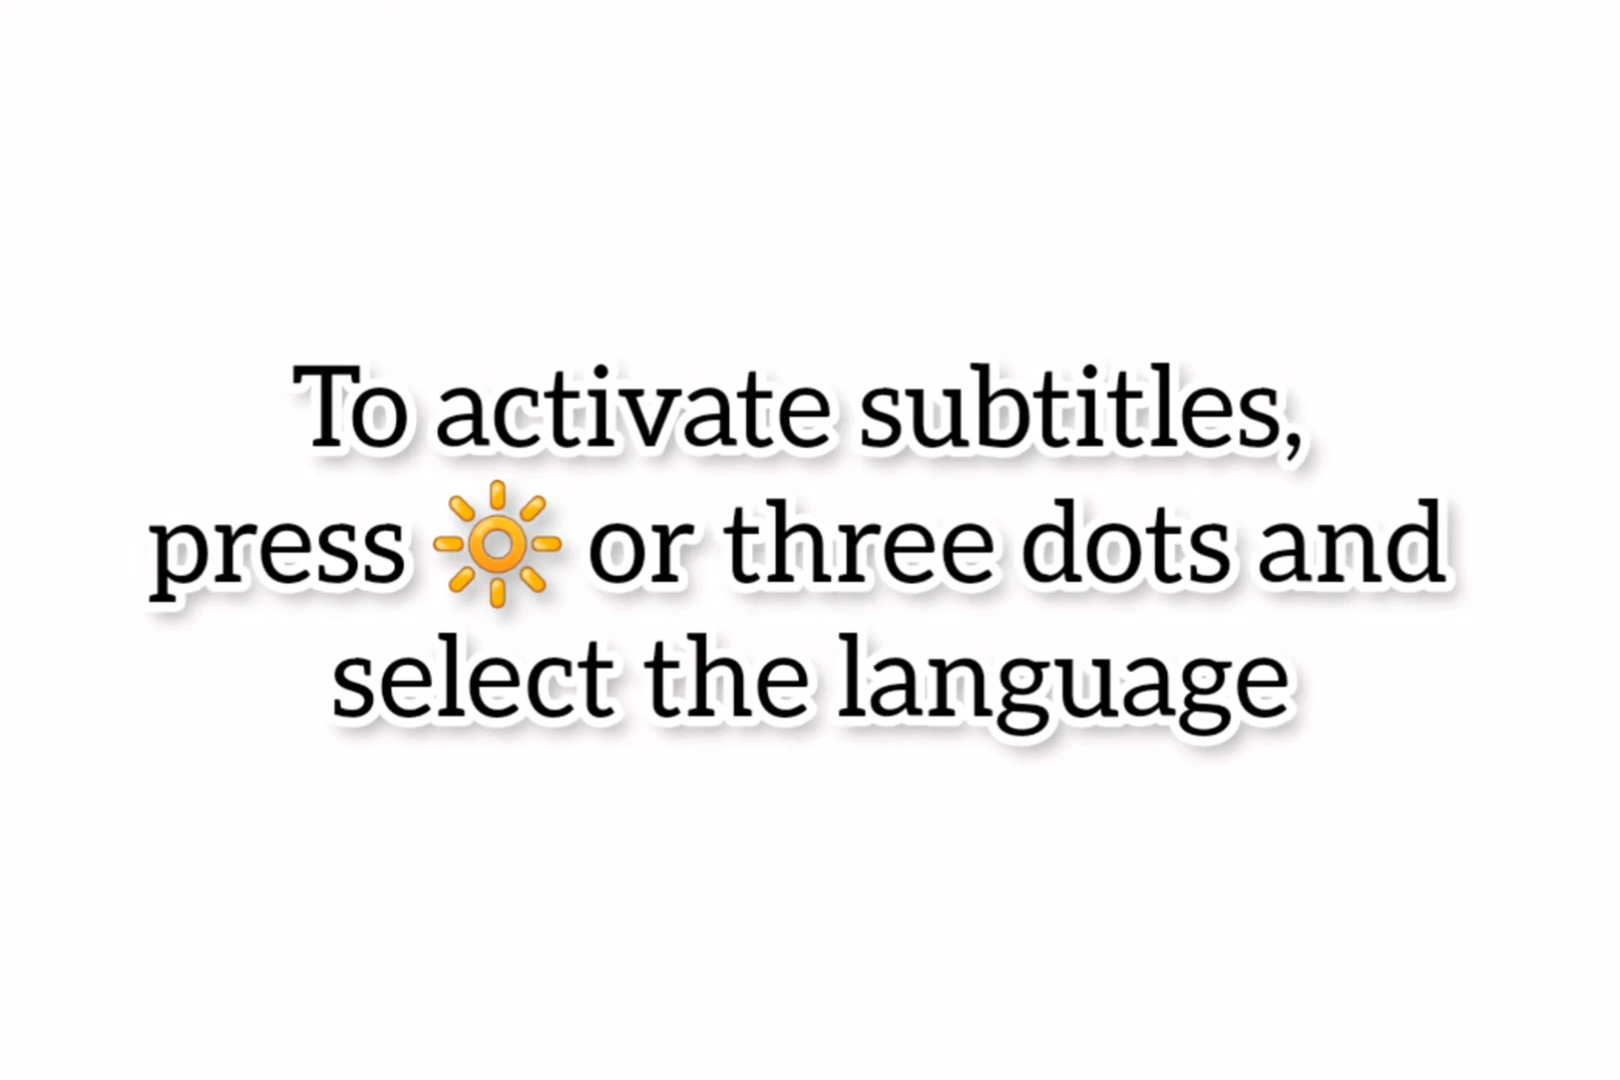 To activate subtitles,
press 🔆 or three dots and
select the language